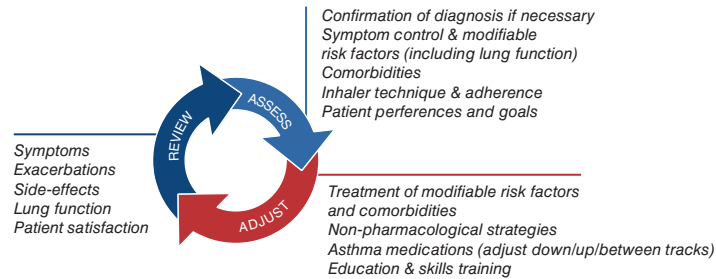 Confirmation of diagnosis if necessary
Symptom control & modifiable
risk factors (including lung function)
Comorbidities
Inhaler technique & adherence
Patient perferences and goals
ASSESS
REVIEW
Symptoms
Exacerbations
Side-effects
Lung function
Patient satisfaction
ADJUST
Treatment of modifiable risk factors
and comorbidities
Non-pharmacological strategies
Asthma medications (adjust down/up/between tracks)
Education & skills training